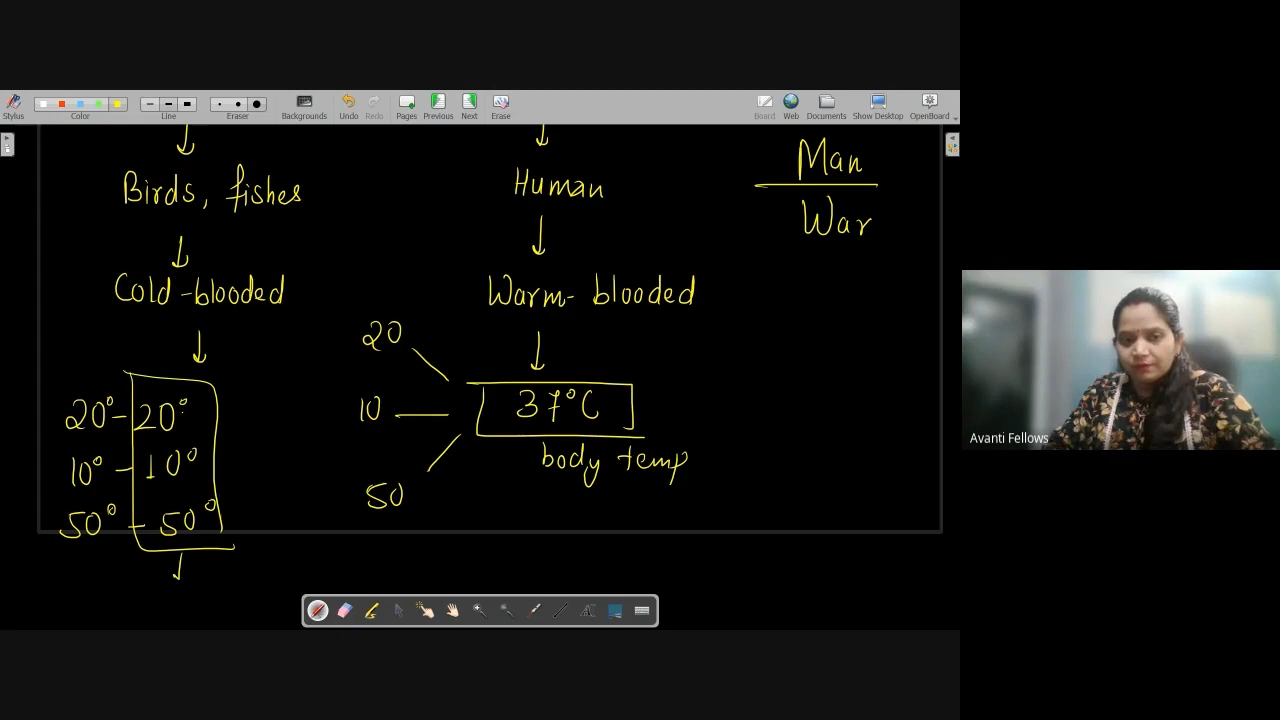 Stylus
Color
Line
Eraser
Backgrounds
Undo
Redo
Pages
Previous
Next
Erase
Board
Web
Documents
Show Desktop
OpenBoard
Birds, fishes
Cold-blooded
20° - 20°
10° - 10°
50° - 50°
Human
Warm-blooded
20
10
50
37°C
body temp
Man
War
Avanti Fellows